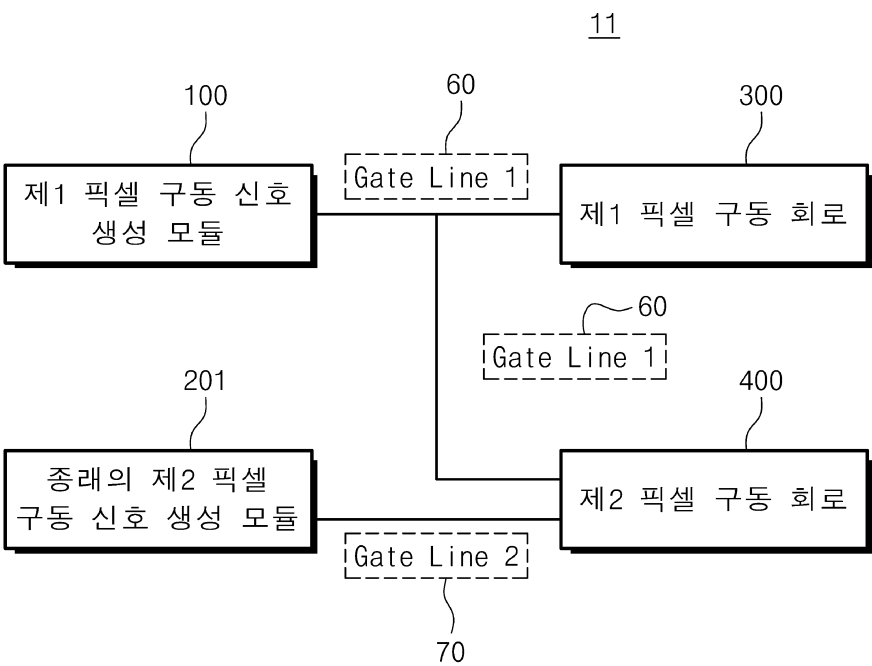 11
100
60
300
제1 픽셀 구동 신호
생성 모듈
Gate Line 1
제1 픽셀 구동 회로
60
Gate Line 1
201
400
종래의 제2 픽셀
구동 신호 생성 모듈
제2 픽셀 구동 회로
Gate Line 2
70